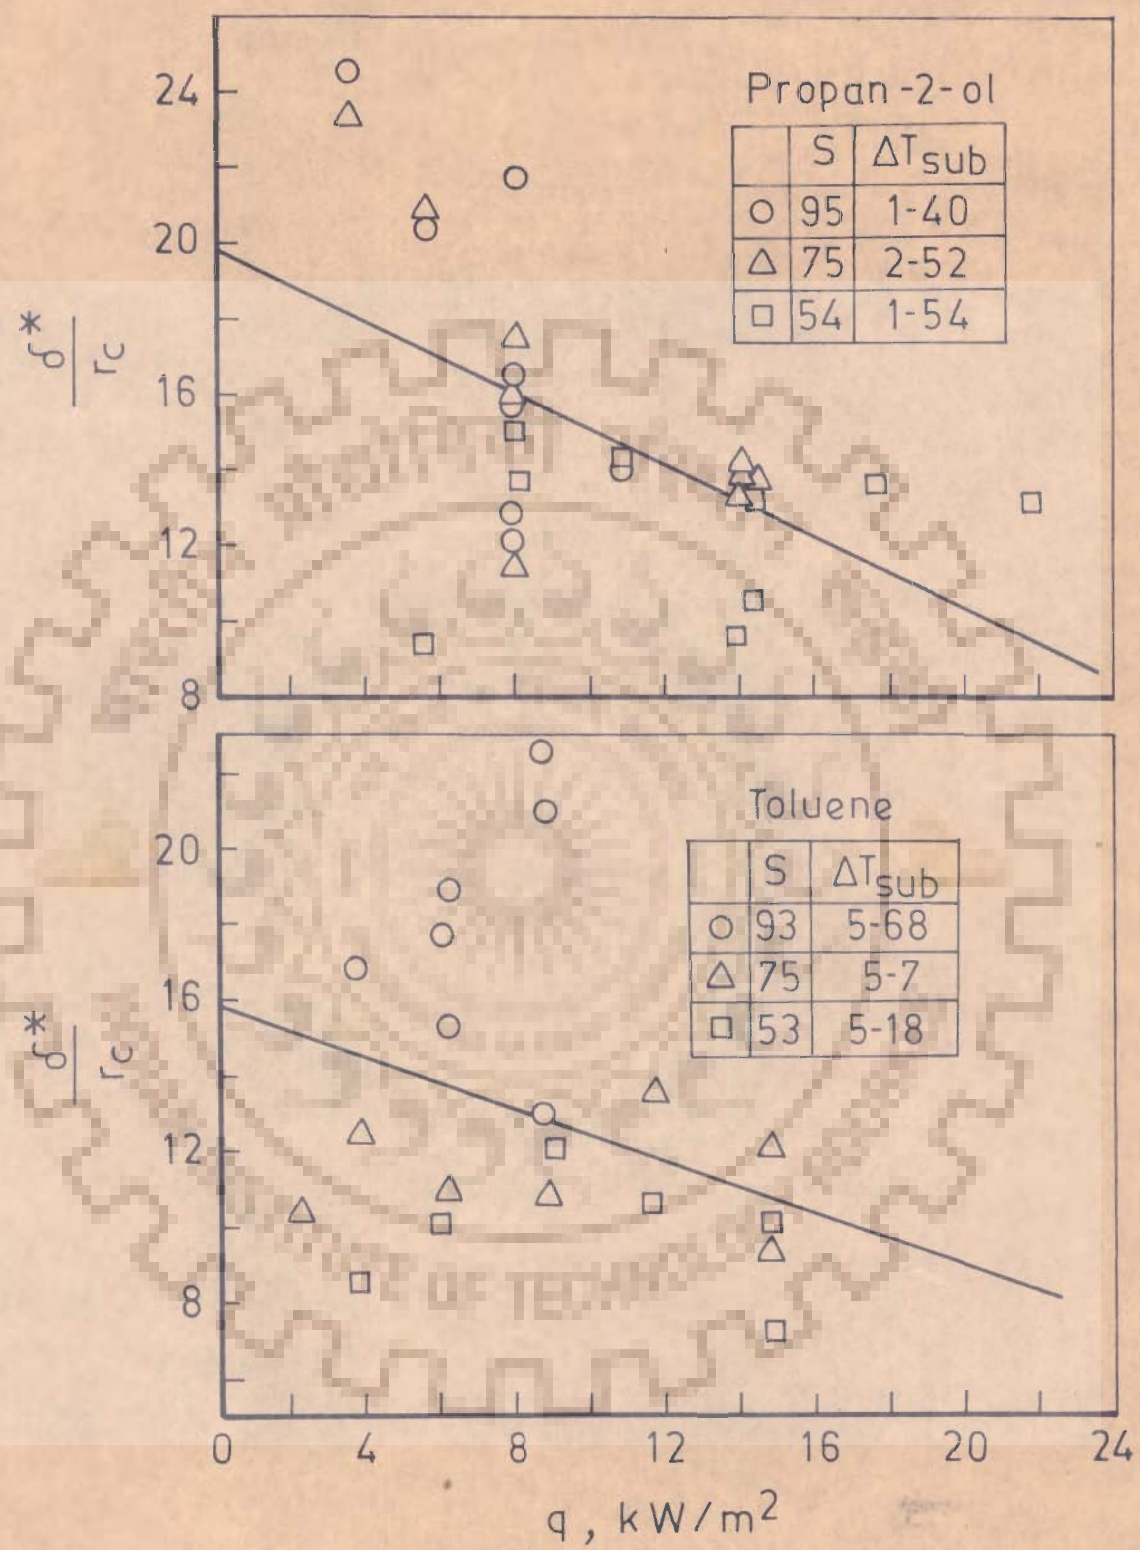 Propan-2-ol
S ΔTsub
○ 95 1-40
△ 75 2-52
□ 54 1-54
24
20
16
12
8
δ*
rc
Toluene
S ΔTsub
○ 93 5-68
△ 75 5-7
□ 53 5-18
20
16
12
8
δ*
rc
0 4 8 12 16 20 24
q, kW/m²
OF TECHNOLO